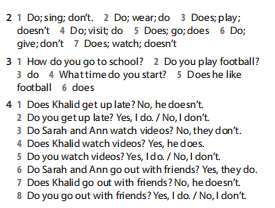 2 1 Do; sing; don't. 2 Do; wear; do 3 Does; play;
doesn't 4 Do; visit; do 5 Does; go; does 6 Do;
give; don't 7 Does; watch; doesn't
3 1 How do you go to school? 2 Do you play football?
3 do 4 What time do you start? 5 Does he like
football 6 does
4 1 Does Khalid get up late? No, he doesn't.
2 Do you get up late? Yes, I do. / No, I don't.
3 Do Sarah and Ann watch videos? No, they don't.
4 Does Khalid watch videos? Yes, he does.
5 Do you watch videos? Yes, I do. / No, I don't.
6 Do Sarah and Ann go out with friends? Yes, they do.
7 Does Khalid go out with friends? No, he doesn't.
8 Do you go out with friends? Yes, I do. / No, I don't.